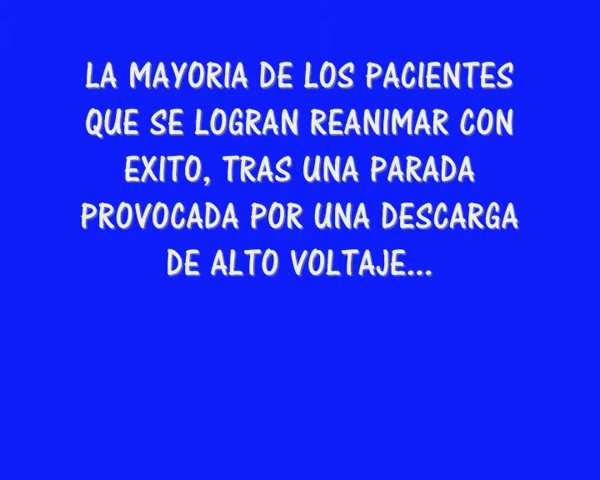 LA MAYORIA DE LOS PACIENTES
QUE SE LOGRAN REANIMAR CON
EXITO, TRAS UNA PARADA
PROVOCADA POR UNA DESCARGA
DE ALTO VOLTAJE...